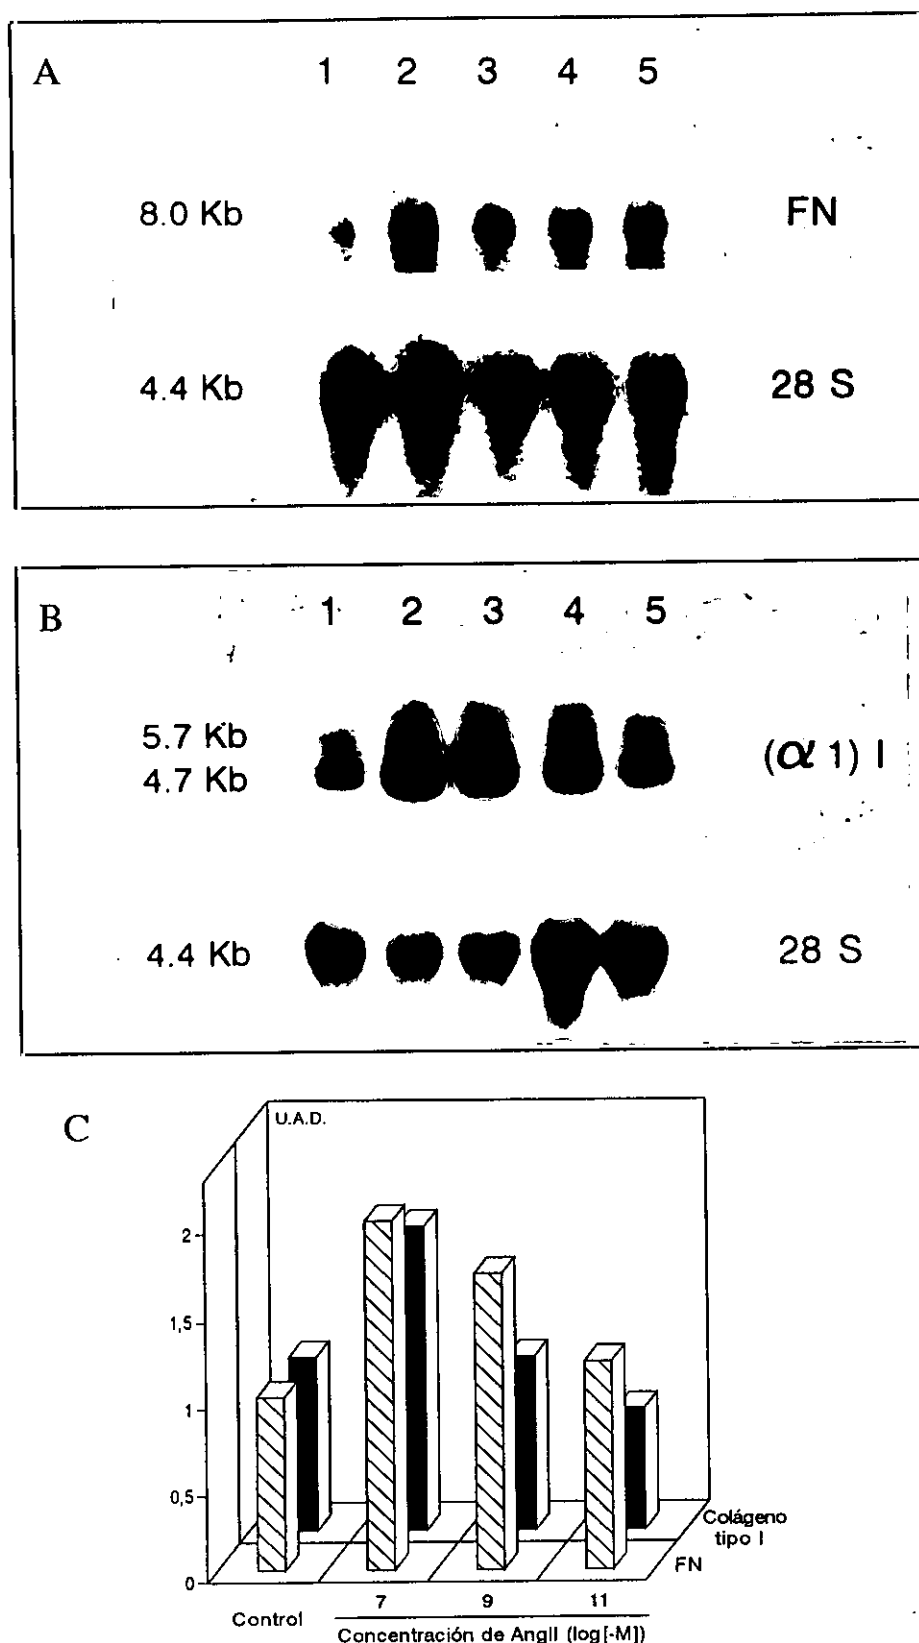 A
1 2 3 4 5
8.0 Kb FN
4.4 Kb 28 S
B
1 2 3 4 5
5.7 Kb
(α 1) I
4.7 Kb
4.4 Kb 28 S
C
U.A.D.
2
1,5
1
0,5
0
Colágeno
tipo I
FN
Control
7 9 11
Concentración de AngII (log[-M])